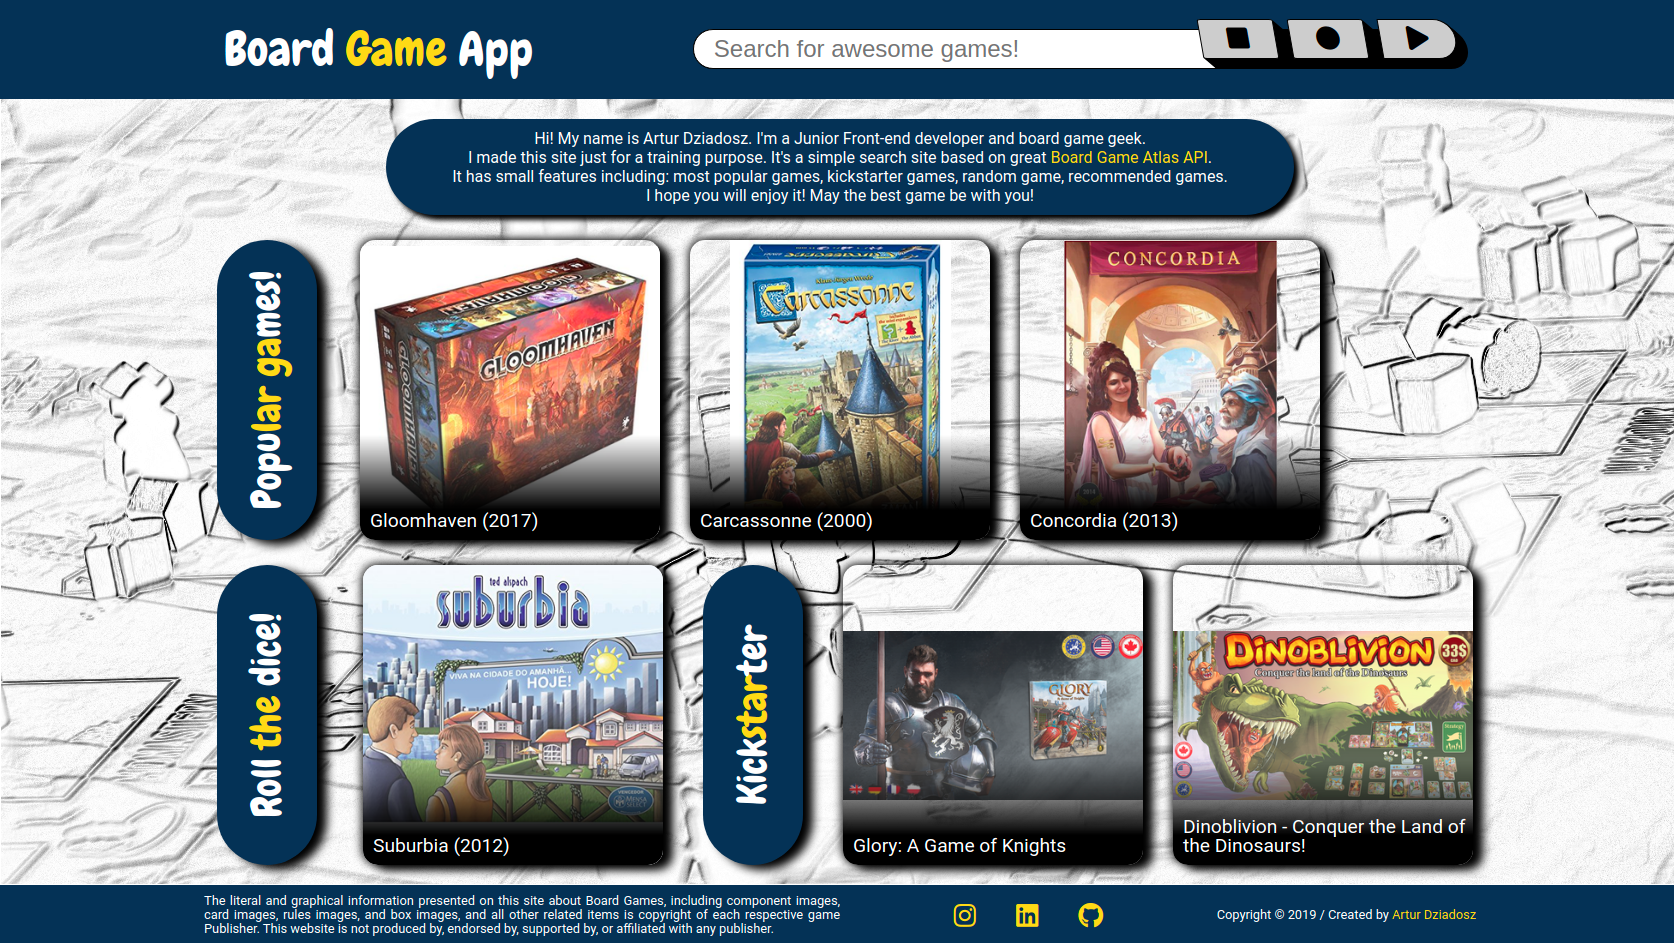 Board Game App
Search for awesome games!
Hi! My name is Artur Dziadosz. I'm a Junior Front-end developer and board game geek.
I made this site just for a training purpose. It's a simple search site based on great Board Game Atlas API.
It has small features including: most popular games, kickstarter games, random game, recommended games.
I hope you will enjoy it! May the best game be with you!
Popular games!
GLOOMHAVEN
Gloomhaven (2017)
Carcassonne
Carcassonne (2000)
CONCORDIA
Concordia (2013)
Roll the dice!
ted alspach
suburbia
VIVA NA CIDADE DO AMANHÃ...
HOJE!
Suburbia (2012)
Kickstarter
GLORY
Glory: A Game of Knights
DINOBLIVION
33$
Conquer the land of the Dinosaurs
Strategy
Dinoblivion - Conquer the Land of
the Dinosaurs!
The literal and graphical information presented on this site about Board Games, including component images,
card images, rules images, and box images, and all other related items is copyright of each respective game
Publisher. This website is not produced by, endorsed by, supported by, or affiliated with any publisher.
Copyright © 2019 / Created by Artur Dziadosz